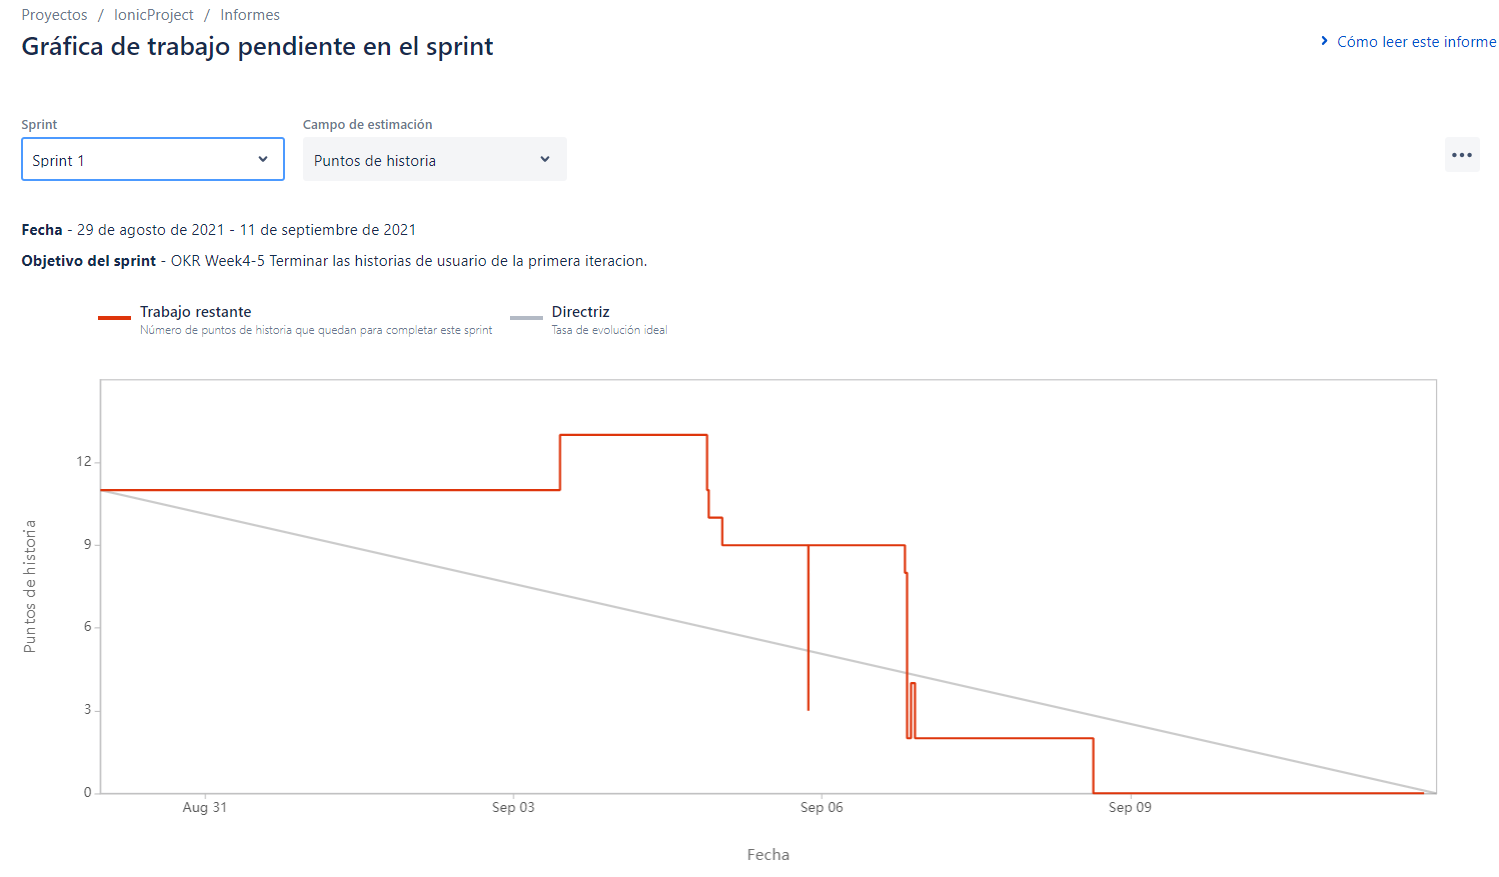 Proyectos / IonicProject / Informes
Gráfica de trabajo pendiente en el sprint
Cómo leer este informe
Sprint
Campo de estimación
Sprint 1
Puntos de historia
Fecha - 29 de agosto de 2021 - 11 de septiembre de 2021
Objetivo del sprint - OKR Week4-5 Terminar las historias de usuario de la primera iteracion.
Trabajo restante
Número de puntos de historia que quedan para completar este sprint
Directriz
Tasa de evolución ideal
Puntos de historia
12
9
6
3
0
Aug 31
Sep 03
Sep 06
Sep 09
Fecha